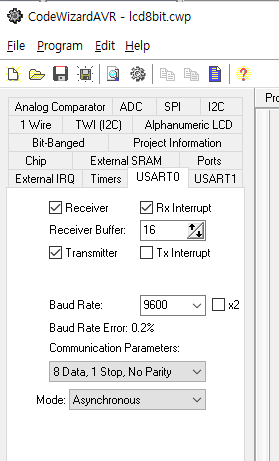 CodeWizardAVR - lcd8bit.cwp
File Edit Program Help
Analog Comparator ADC SPI I2C
1 Wire TWI (I2C) Alphanumeric LCD
Bit-Banged Project Information
Chip External SRAM Ports
External IRQ Timers USART0 USART1
Receiver Rx Interrupt
Receiver Buffer: 16
Transmitter Tx Interrupt
Baud Rate: 9600 x2
Baud Rate Error: 0.2%
Communication Parameters:
8 Data, 1 Stop, No Parity
Mode: Asynchronous